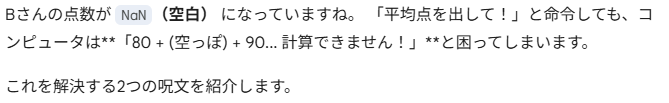 Bさんの点数が NaN （空白） になっていますね。 「平均点を出して！」と命令しても、コ
ンピュータは**「80 + (空っぽ) + 90... 計算できません！」**と困ってしまいます。
これを解決する2つの呪文を紹介します。